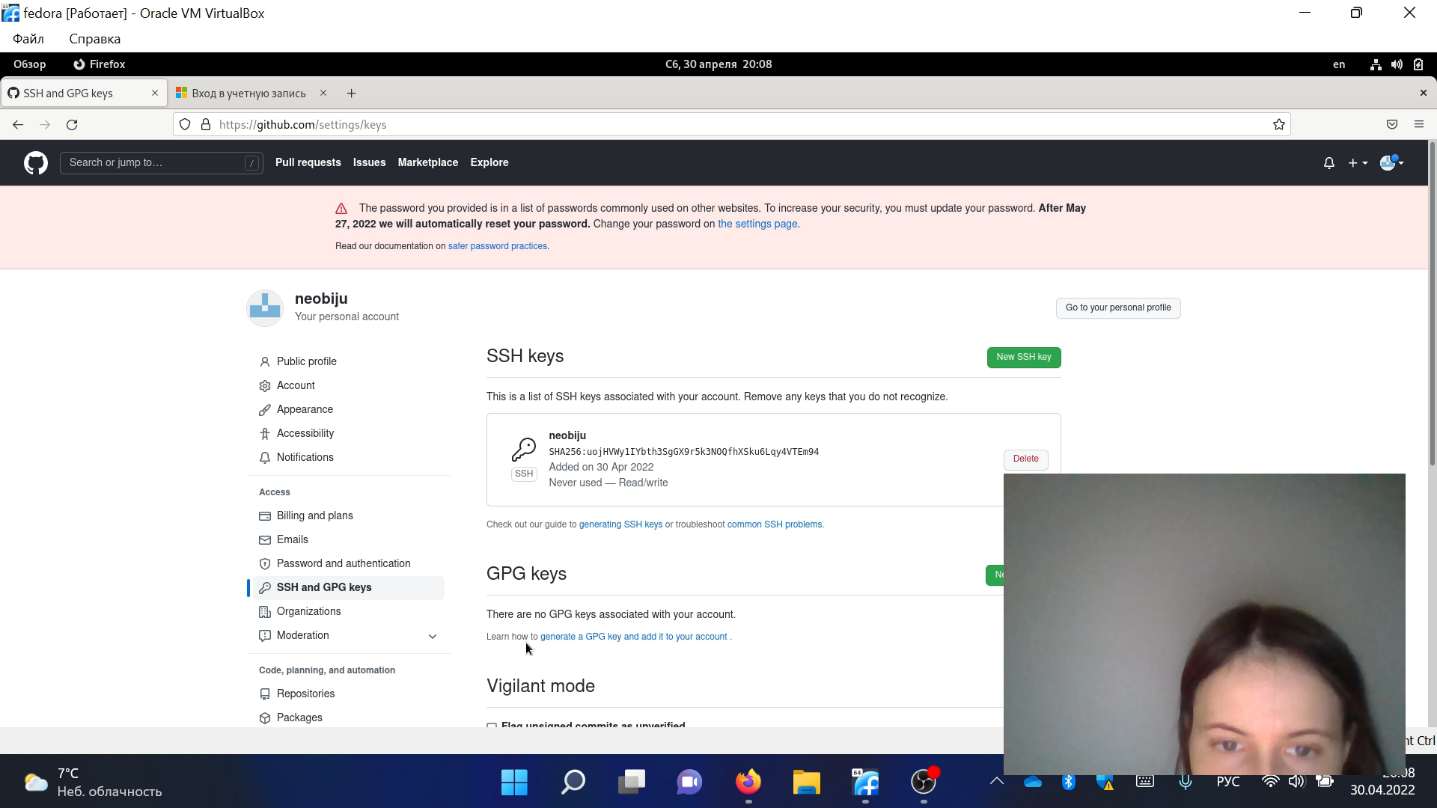 fedora [Работает] - Oracle VM VirtualBox
Файл Справка
Обзор Firefox Сб, 30 апреля 20:08 en
SSH and GPG keys Вход в учетную запись
https://github.com/settings/keys
Search or jump to… / Pull requests Issues Marketplace Explore
The password you provided is in a list of passwords commonly used on other websites. To increase your security, you must update your password. After May
27, 2022 we will automatically reset your password. Change your password on the settings page.
Read our documentation on safer password practices.
neobiju
Your personal account
Go to your personal profile
Public profile
Account
Appearance
Accessibility
Notifications
Access
Billing and plans
Emails
Password and authentication
SSH and GPG keys
Organizations
Moderation
Code, planning, and automation
Repositories
Packages
SSH keys
New SSH key
This is a list of SSH keys associated with your account. Remove any keys that you do not recognize.
neobiju
SHA256:uojHVWy1IYbth3SgGX9r5k3NOQfhXSku6Lqy4VTEm94
Added on 30 Apr 2022
SSH
Never used — Read/write
Delete
Check out our guide to generating SSH keys or troubleshoot common SSH problems.
GPG keys
There are no GPG keys associated with your account.
Learn how to generate a GPG key and add it to your account .
Vigilant mode
Flag unsigned commits as unverified
Ctrl
7°C
Неб. облачность
64
РУС
30.04.2022